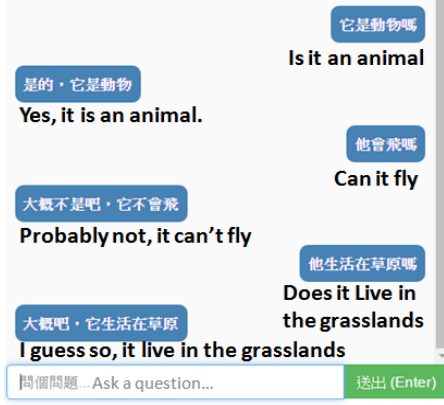 它是動物嗎
Is it an animal
是的，它是動物
Yes, it is an animal.
他會飛嗎
Can it fly
大概不是吧，它不會飛
Probably not, it can't fly
他生活在草原嗎
Does it Live in
the grasslands
大概吧，它生活在草原
I guess so, it live in the grasslands
問個問題... Ask a question...
送出 (Enter)